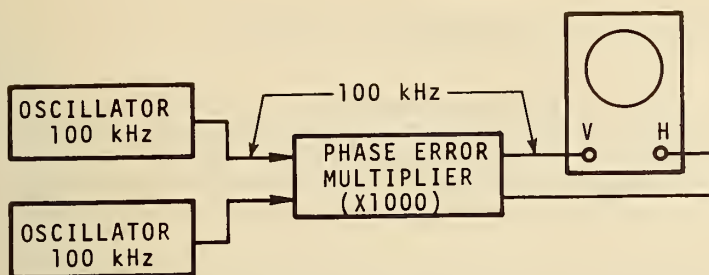 OSCILLATOR
100 kHz
100 kHz
V H
PHASE ERROR
MULTIPLIER
(X1000)
OSCILLATOR
100 kHz